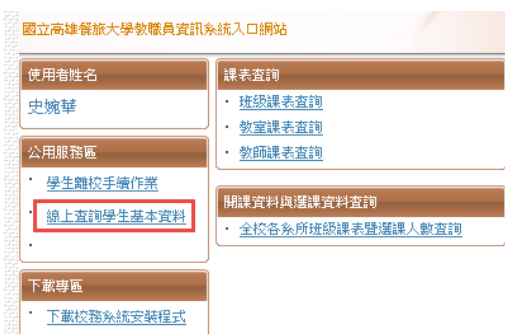 國立高雄餐旅大學教職員資訊系統入口網站
使用者姓名
史婉華
公用服務區
學生離校手續作業
線上查詢學生基本資料
下載專區
下載校務系統安裝程式
課表查詢
班級課表查詢
教室課表查詢
教師課表查詢
開課資料與選課資料查詢
全校各系所班級課表暨選課人數查詢